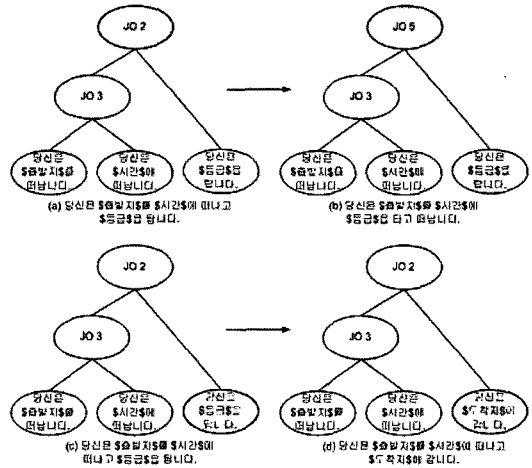 JO 2
JO 5
JO 3
JO 3
당신은 당신은 당신은
$출발지$를 $시간$에 $등급$을
떠납니다. 떠납니다. 탑니다.
당신은 당신은 당신은
$출발지$를 $시간$에 $등급$을
떠납니다. 떠납니다. 탑니다.
(a) 당신은 $출발지$를 $시간$에 떠나고
$등급$을 탑니다.
(b) 당신은 $출발지$를 $시간$에
$등급$을 타고 떠납니다.
JO 2
JO 2
JO 3
JO 3
당신은 당신은 당신은
$출발지$를 $시간$에 $등급$을
떠납니다. 떠납니다. 탑니다.
당신은 당신은 당신은
$출발지$를 $시간$에 $도착지$에
떠납니다. 떠납니다. 갑니다.
(c) 당신은 $출발지$를 $시간$에
떠나고 $등급$을 탑니다.
(d) 당신은 $출발지$를 $시간$에 떠나고
$도착지$에 갑니다.